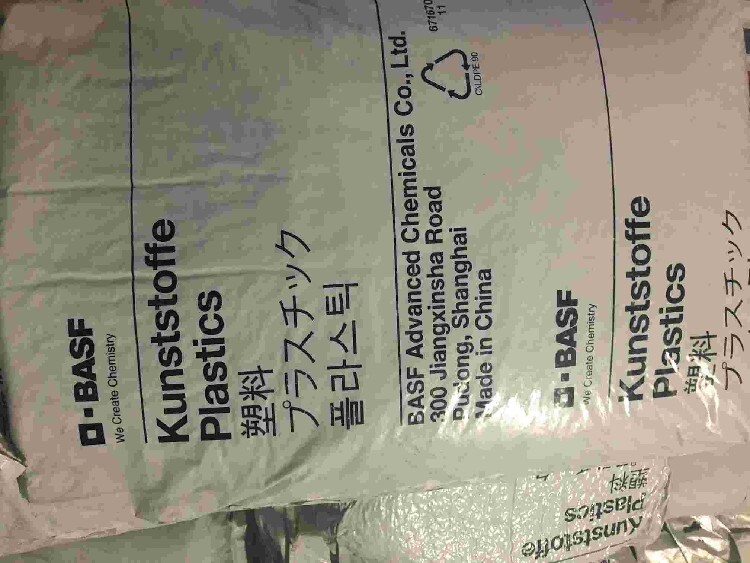 BASF
We Create Chemistry
Kunststoffe
Plastics
塑料
プラスチック
플라스틱
BASF Advanced Chemicals Co., Ltd.
300 Jiangxinsha Road
Pudong, Shanghai
Made in China
671670
11
BASF
We Create Chemistry
Kunststoffe
Plastics
塑料
プラスチック
Kunststoffe
Plastics
塑料